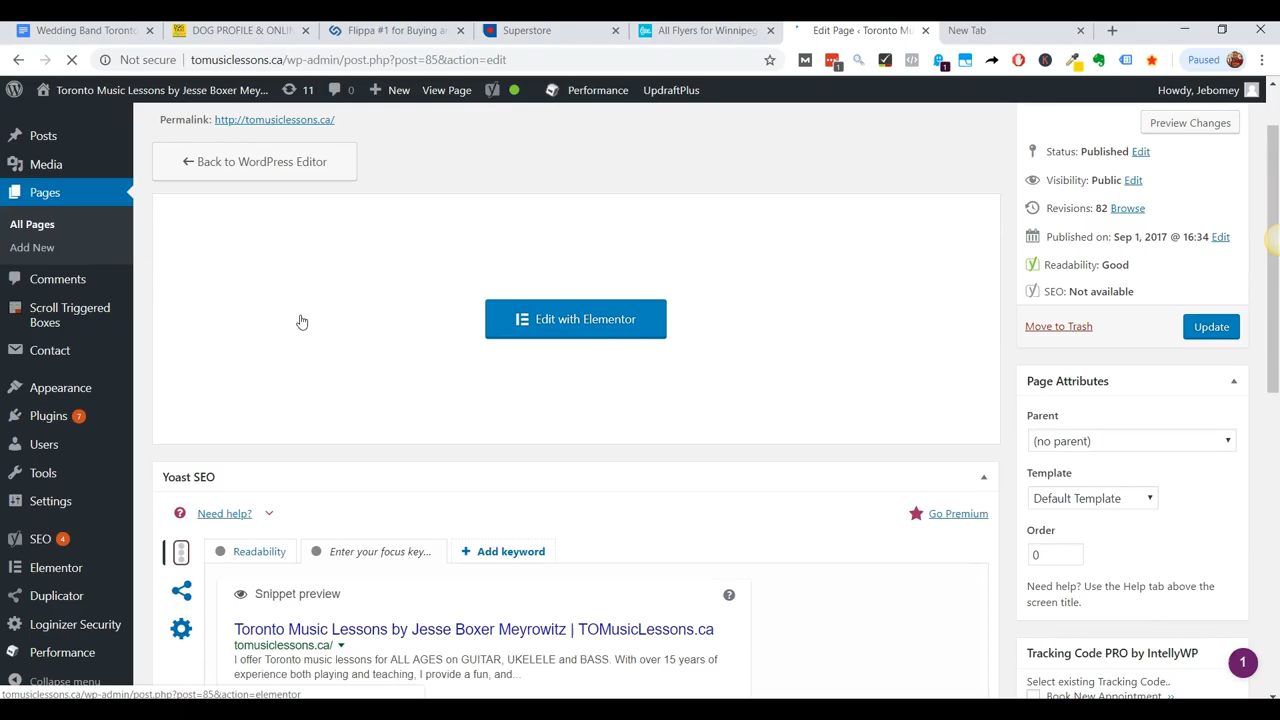 Wedding Band Toronto
DOG PROFILE & ONLIN
Flippa #1 for Buying an
Superstore
All Flyers for Winnipeg
Edit Page ‹ Toronto Mu
New Tab
Not secure
tomusiclessons.ca/wp-admin/post.php?post=85&action=edit
1
1
Paused
Toronto Music Lessons by Jesse Boxer Mey...
11
0
New
View Page
Performance
UpdraftPlus
Howdy, Jebomey
Posts
Media
Pages
All Pages
Add New
Comments
Scroll Triggered
Boxes
Contact
Appearance
Plugins 7
Users
Tools
Settings
SEO 4
Elementor
Duplicator
Loginizer Security
Performance
Collapse menu
Permalink: http://tomusiclessons.ca/
← Back to WordPress Editor
Edit with Elementor
Yoast SEO
Need help?
Go Premium
Readability
Enter your focus key...
+ Add keyword
Snippet preview
Toronto Music Lessons by Jesse Boxer Meyrowitz | TOMusicLessons.ca
tomusiclessons.ca/
I offer Toronto music lessons for ALL AGES on GUITAR, UKELELE and BASS. With over 15 years of
experience both playing and teaching, I provide a fun, and...
Preview Changes
Status: Published Edit
Visibility: Public Edit
Revisions: 82 Browse
Published on: Sep 1, 2017 @ 16:34 Edit
Readability: Good
SEO: Not available
Move to Trash
Update
Page Attributes
Parent
(no parent)
Template
Default Template
Order
0
Need help? Use the Help tab above the
screen title.
Tracking Code PRO by IntellyWP
Select existing Tracking Code..
Book New Appointment »
1
tomusiclessons.ca/wp-admin/post.php?post=85&action=elementor